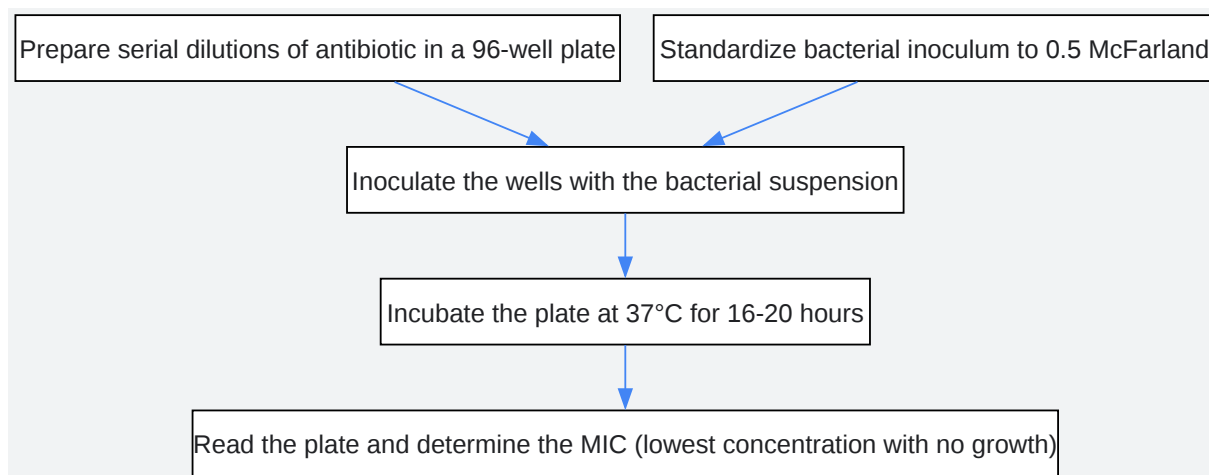 Prepare serial dilutions of antibiotic in a 96-well plate
Standardize bacterial inoculum to 0.5 McFarland
Inoculate the wells with the bacterial suspension
Incubate the plate at 37°C for 16-20 hours
Read the plate and determine the MIC (lowest concentration with no growth)